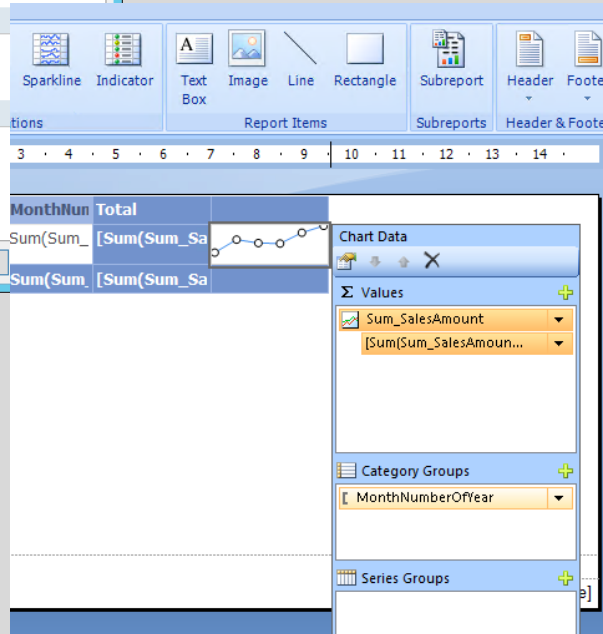 Sparkline Indicator Text Box Image Line Rectangle Subreport Header Foote
tions Report Items Subreports Header & Foote
3 4 5 6 7 8 9 10 11 12 13 14
MonthNun Total
Sum(Sum_ [Sum(Sum_Sa
Sum(Sum_ [Sum(Sum_Sa
Chart Data
Σ Values
Sum_SalesAmount
[Sum(Sum_SalesAmoun...
Category Groups
MonthNumberOfYear
Series Groups
e]